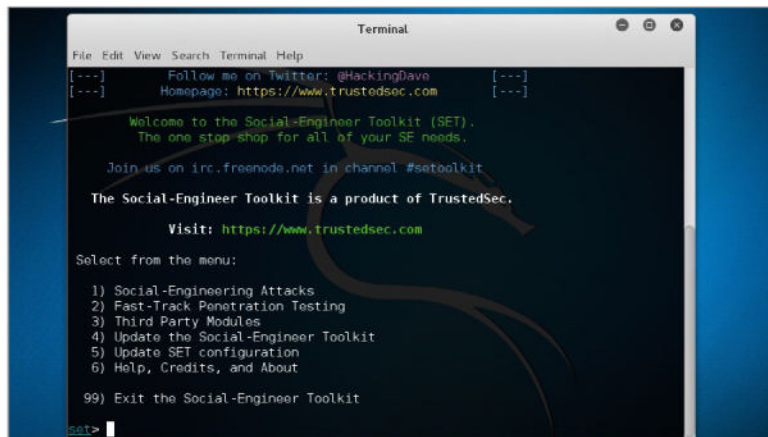 Terminal
File Edit View Search Terminal Help
[---] Follow me on Twitter: @HackingDave [---]
[---] Homepage: https://www.trustedsec.com [---]
Welcome to the Social-Engineer Toolkit (SET).
The one stop shop for all of your SE needs.
Join us on irc.freenode.net in channel #setoolkit
The Social-Engineer Toolkit is a product of TrustedSec.
Visit: https://www.trustedsec.com
Select from the menu:
1) Social-Engineering Attacks
2) Fast-Track Penetration Testing
3) Third Party Modules
4) Update the Social-Engineer Toolkit
5) Update SET configuration
6) Help, Credits, and About
99) Exit the Social-Engineer Toolkit
set>